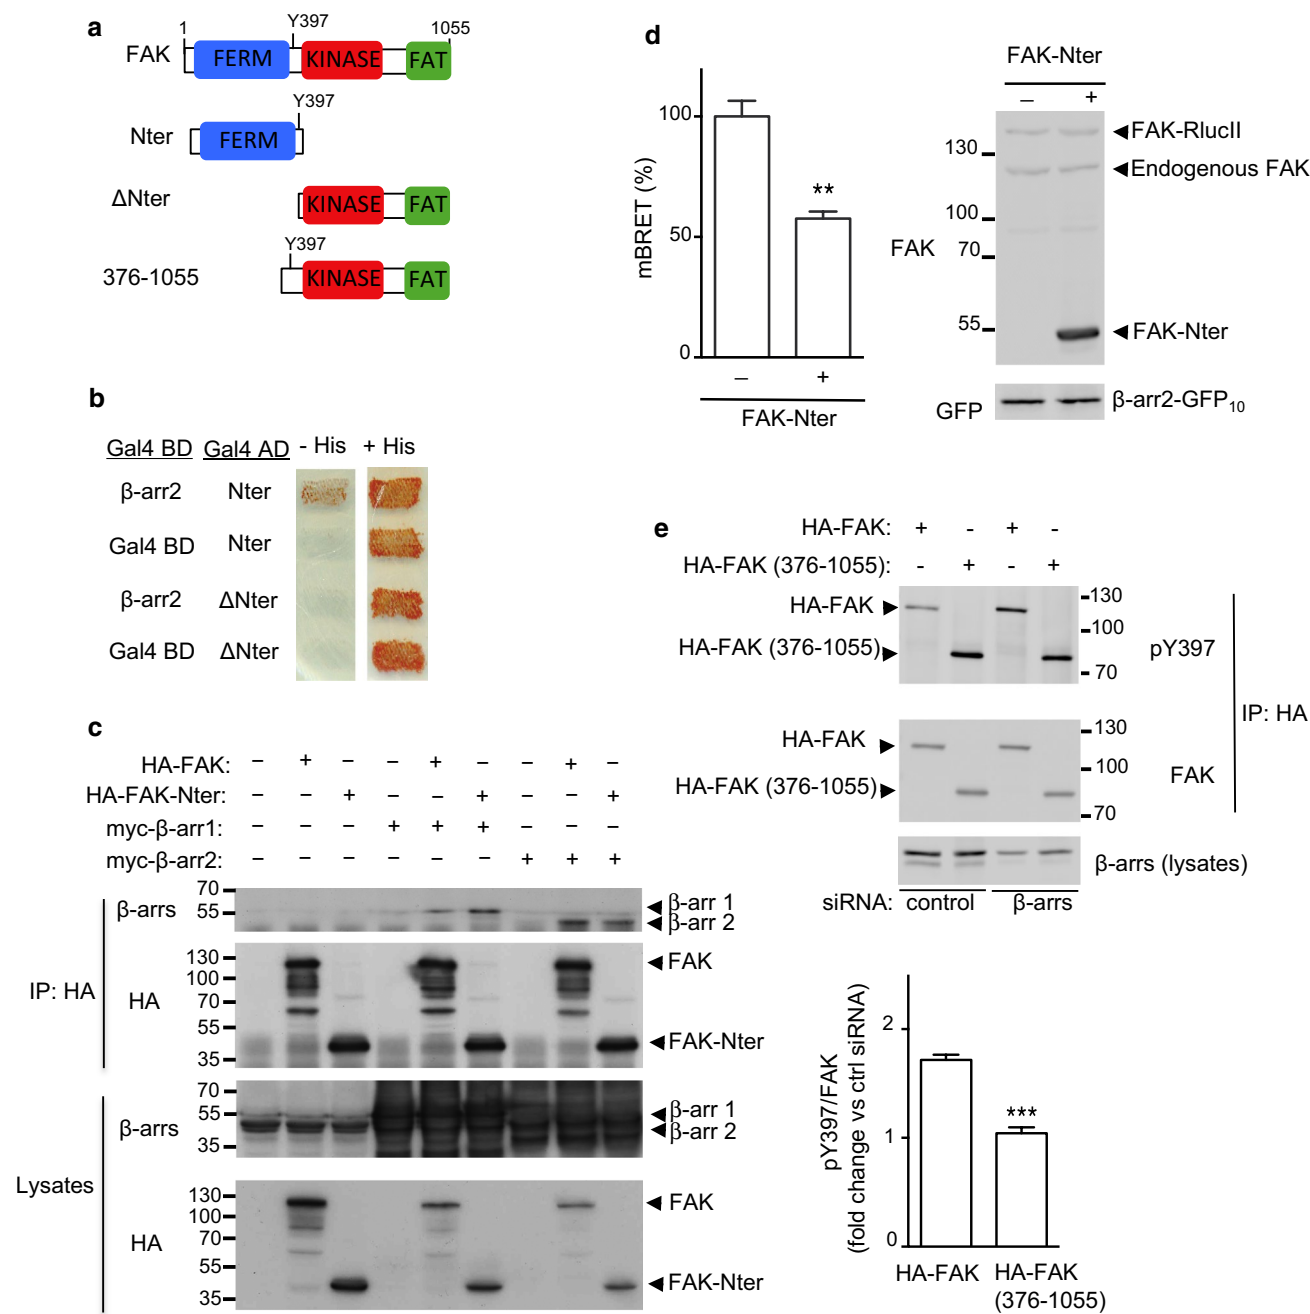 a
1 Y397 1055
FAK FERM KINASE FAT
Y397
Nter FERM
ΔNter KINASE FAT
Y397
376-1055 KINASE FAT
b
Gal4 BD Gal4 AD - His + His
β-arr2 Nter
Gal4 BD Nter
β-arr2 ΔNter
Gal4 BD ΔNter
c
HA-FAK: – + – – + – – + –
HA-FAK-Nter: – – + – – + – – +
myc-β-arr1: – – – + + + – – –
myc-β-arr2: – – – – – – + + +
IP: HA
β-arrs
70
55
β-arr 1
β-arr 2
HA
130
100
70
55
35
FAK
FAK-Nter
Lysates
β-arrs
70
55
35
β-arr 1
β-arr 2
HA
130
100
70
55
35
FAK
FAK-Nter
d
mBRET (%)
100
50
0
– +
**
FAK-Nter
FAK-Nter
– +
FAK
130
100
70
55
FAK-RlucII
Endogenous FAK
FAK-Nter
GFP
β-arr2-GFP10
e
HA-FAK: + - + -
HA-FAK (376-1055): - + - +
HA-FAK
HA-FAK (376-1055)
130
100
70
pY397
HA-FAK
HA-FAK (376-1055)
130
100
70
FAK
IP: HA
β-arrs (lysates)
siRNA: control β-arrs
pY397/FAK
(fold change vs ctrl siRNA)
2
1
0
***
HA-FAK HA-FAK
(376-1055)